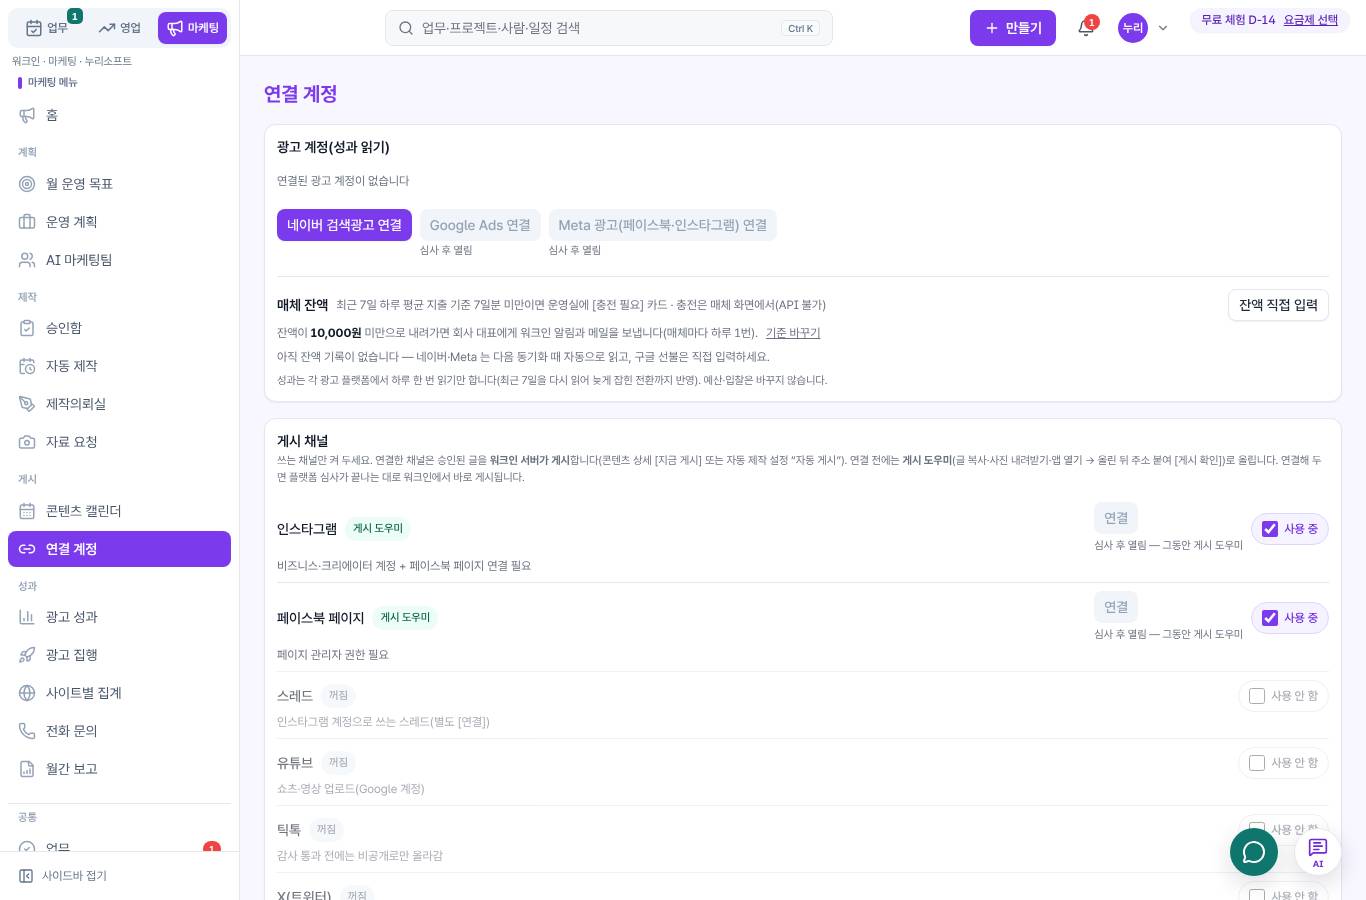 업무
1
영업
마케팅
업무·프로젝트·사람·일정 검색
Ctrl K
만들기
1
누리
무료 체험 D-14 요금제 선택
워크인 · 마케팅 · 누리소프트
마케팅 메뉴
홈
계획
월 운영 목표
운영 계획
AI 마케팅팀
제작
승인함
자동 제작
제작의뢰실
자료 요청
게시
콘텐츠 캘린더
연결 계정
성과
광고 성과
광고 집행
사이트별 집계
전화 문의
월간 보고
공통
업무
1
사이드바 접기
연결 계정
광고 계정(성과 읽기)
연결된 광고 계정이 없습니다
네이버 검색광고 연결
Google Ads 연결
심사 후 열림
Meta 광고(페이스북·인스타그램) 연결
심사 후 열림
매체 잔액 최근 7일 하루 평균 지출 기준 7일분 미만이면 운영실에 [충전 필요] 카드 · 충전은 매체 화면에서(API 불가)
잔액 직접 입력
잔액이 10,000원 미만으로 내려가면 회사 대표에게 워크인 알림과 메일을 보냅니다(매체마다 하루 1번). 기준 바꾸기
아직 잔액 기록이 없습니다 — 네이버·Meta 는 다음 동기화 때 자동으로 읽고, 구글 선불은 직접 입력하세요.
성과는 각 광고 플랫폼에서 하루 한 번 읽기만 합니다(최근 7일을 다시 읽어 늦게 잡힌 전환까지 반영). 예산·입찰은 바꾸지 않습니다.
게시 채널
쓰는 채널만 켜 두세요. 연결한 채널은 승인된 글을 워크인 서버가 게시합니다(콘텐츠 상세 [지금 게시] 또는 자동 제작 설정 “자동 게시”). 연결 전에는 게시 도우미(글 복사·사진 내려받기·앱 열기 → 올린 뒤 주소 붙여 [게시 확인])로 올립니다. 연결해 두
면 플랫폼 심사가 끝나는 대로 워크인에서 바로 게시됩니다.
인스타그램 게시 도우미
연결
심사 후 열림 — 그동안 게시 도우미
사용 중
비즈니스·크리에이터 계정 + 페이스북 페이지 연결 필요
페이스북 페이지 게시 도우미
연결
심사 후 열림 — 그동안 게시 도우미
사용 중
페이지 관리자 권한 필요
스레드 꺼짐
사용 안 함
인스타그램 계정으로 쓰는 스레드(별도 [연결])
유튜브 꺼짐
사용 안 함
쇼츠·영상 업로드(Google 계정)
틱톡 꺼짐
사용 안 함
감사 통과 전에는 비공개로만 올라감
X(트위터) 꺼짐
사용 안 함
AI